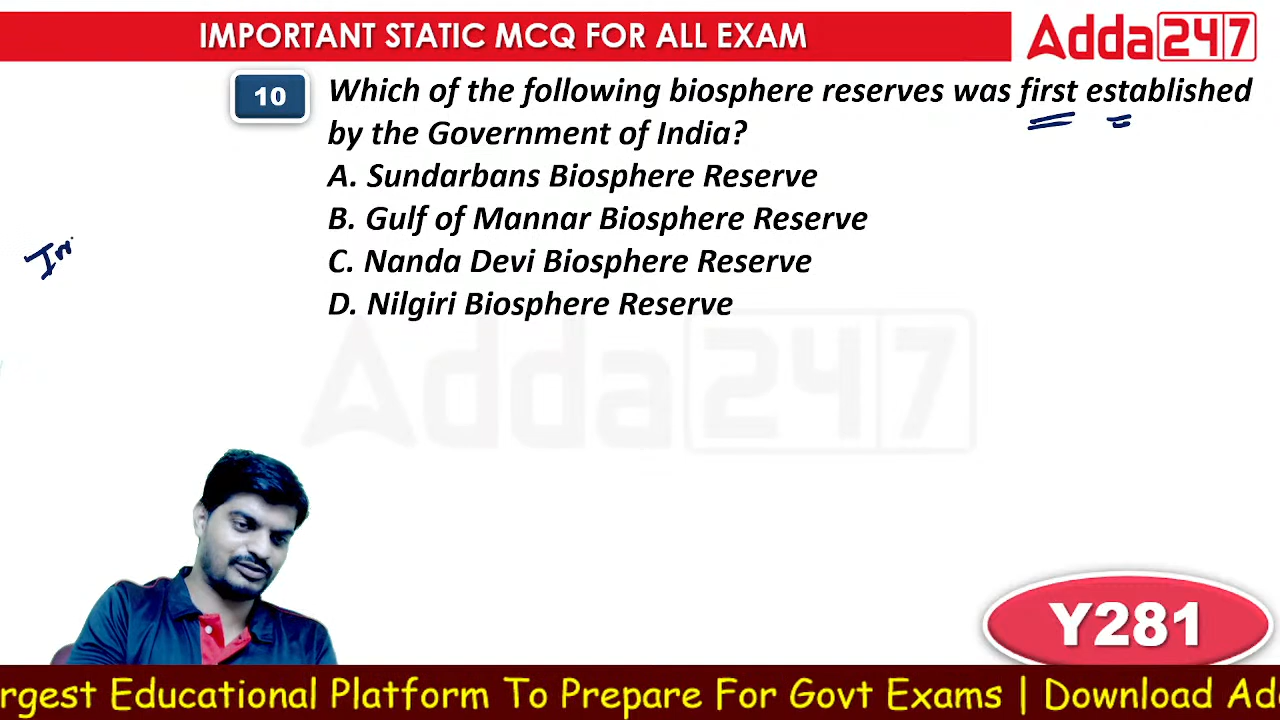 IMPORTANT STATIC MCQ FOR ALL EXAM
Adda247
10
Which of the following biosphere reserves was first established
by the Government of India?
A. Sundarbans Biosphere Reserve
B. Gulf of Mannar Biosphere Reserve
C. Nanda Devi Biosphere Reserve
D. Nilgiri Biosphere Reserve
Adda247
Y281
rgest Educational Platform To Prepare For Govt Exams | Download Ad